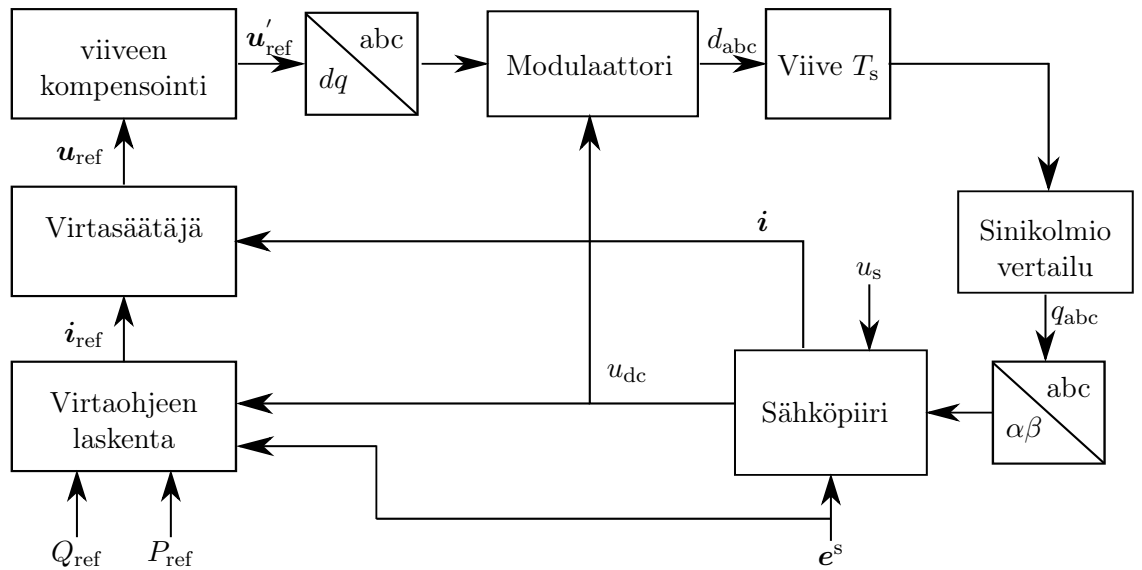 viiveen
kompensointi
u'ref
abc
dq
Modulaattori
dabc
Viive Ts
uref
Virtasäätäjä
i
us
Sinikolmio
vertailu
qabc
iref
Virtaohjeen
laskenta
udc
Sähköpiiri
abc
αβ
Qref
Pref
es